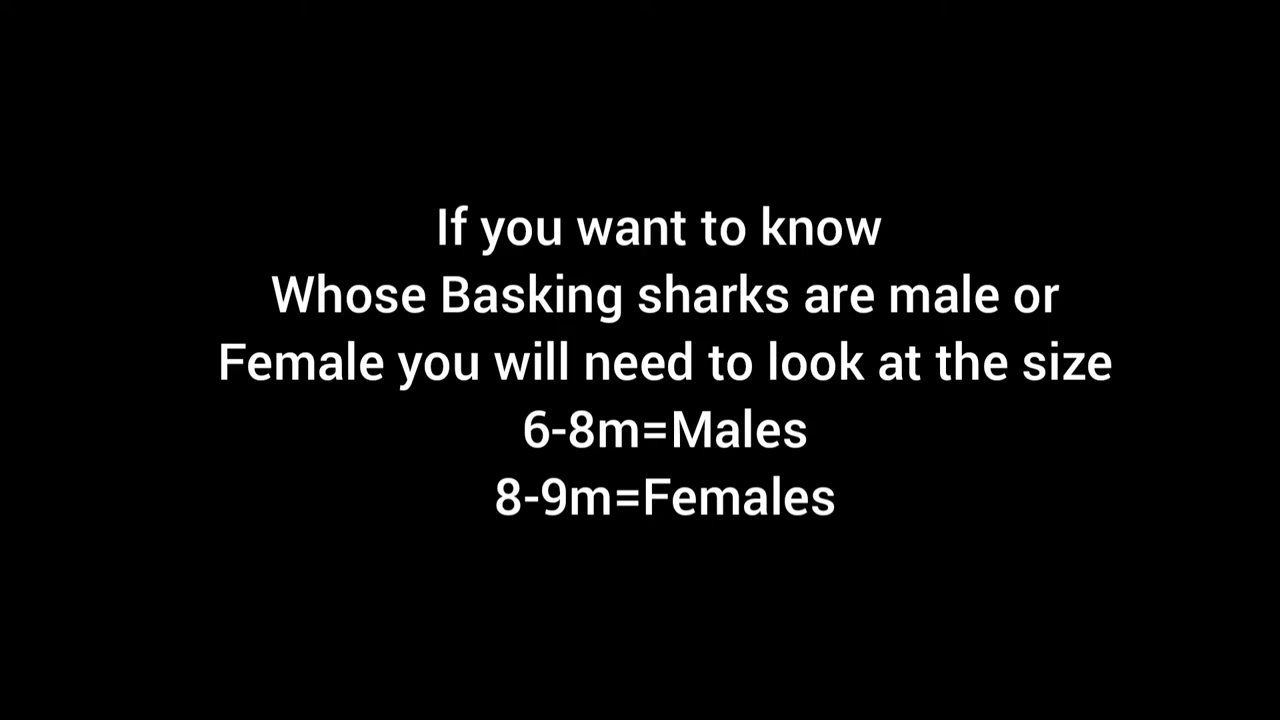 If you want to know
Whose Basking sharks are male or
Female you will need to look at the size
6-8m=Males
8-9m=Females